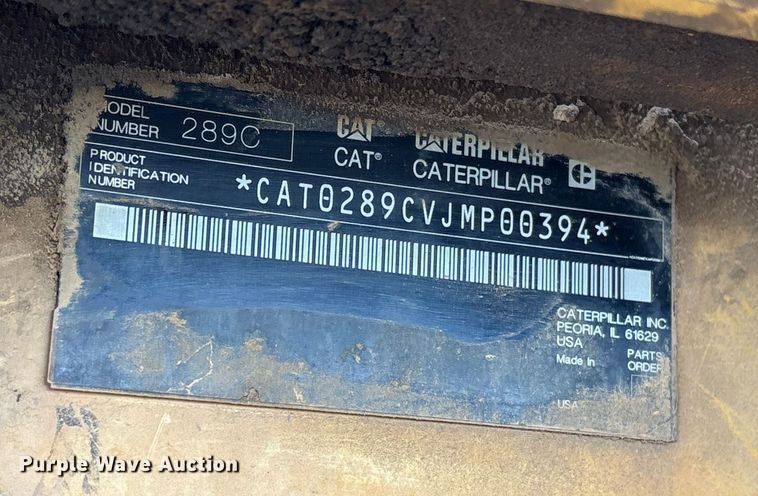 MODEL
NUMBER 289C
CAT® CATERPILLAR
CAT® CATERPILLAR®
PRODUCT
IDENTIFICATION
NUMBER
*CAT0289CVJMP00394*
CATERPILLAR INC.
PEORIA, IL 61629
USA
Made in PARTS
ORDER
USA
Purple Wave Auction